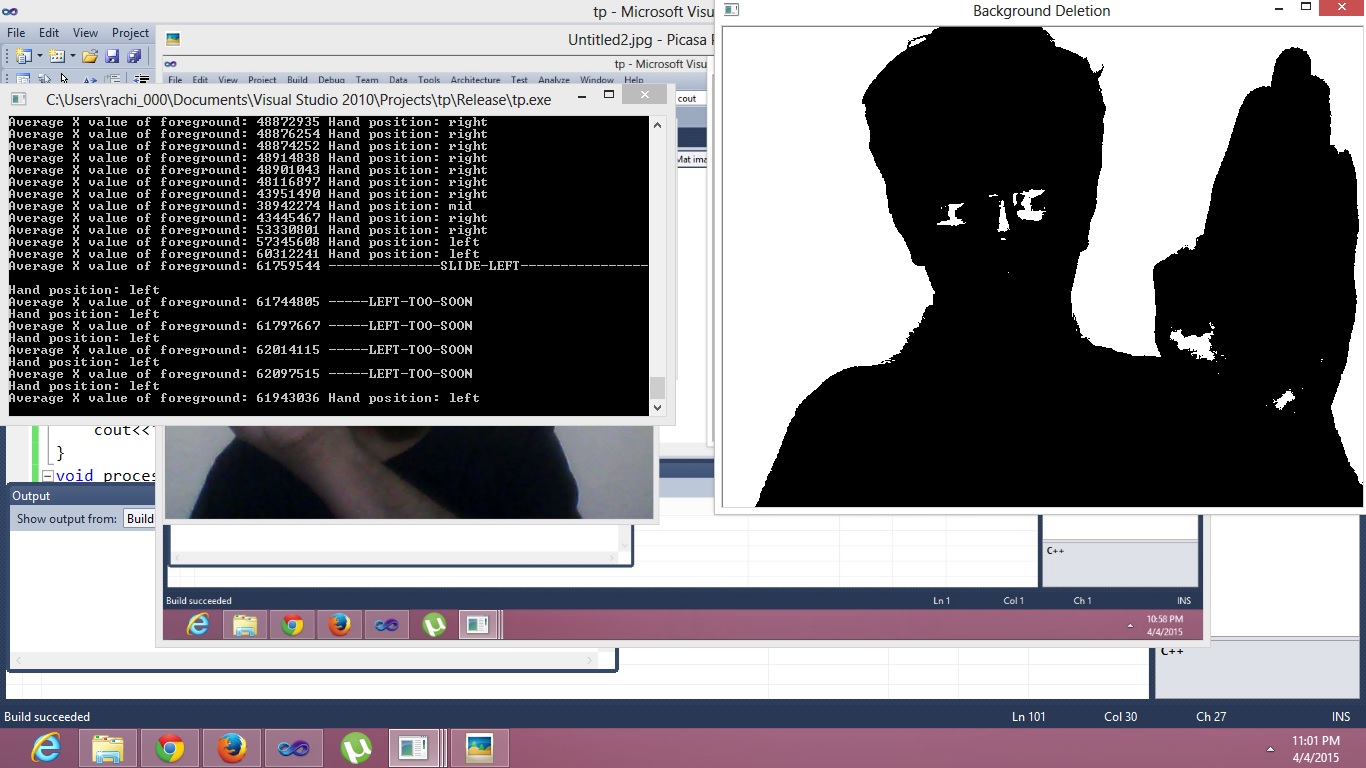 tp - Microsoft Visu
File Edit View Project
Untitled2.jpg - Picasa
tp - Microsoft Visu
File Edit View Project Build Debug Team Data Tools Architecture Test Analyze Window Help
cout
Mat ima
C:\Users\rachi_000\Documents\Visual Studio 2010\Projects\tp\Release\tp.exe
Average X value of foreground: 48872935 Hand position: right
Average X value of foreground: 48876254 Hand position: right
Average X value of foreground: 48874252 Hand position: right
Average X value of foreground: 48914838 Hand position: right
Average X value of foreground: 48901043 Hand position: right
Average X value of foreground: 48116897 Hand position: right
Average X value of foreground: 43951490 Hand position: right
Average X value of foreground: 38942274 Hand position: mid
Average X value of foreground: 43445467 Hand position: right
Average X value of foreground: 53330801 Hand position: right
Average X value of foreground: 57345608 Hand position: left
Average X value of foreground: 60312241 Hand position: left
Average X value of foreground: 61759544 --------------SLIDE-LEFT----------------
Hand position: left
Average X value of foreground: 61744805 -----LEFT-TOO-SOON
Hand position: left
Average X value of foreground: 61797667 -----LEFT-TOO-SOON
Hand position: left
Average X value of foreground: 62014115 -----LEFT-TOO-SOON
Hand position: left
Average X value of foreground: 62097515 -----LEFT-TOO-SOON
Hand position: left
Average X value of foreground: 61943036 Hand position: left
Background Deletion
cout<<
}
void proces
Output
Show output from: Build
C++
Build succeeded
Ln 1 Col 1 Ch 1 INS
10:58 PM
4/4/2015
C++
Build succeeded
Ln 101 Col 30 Ch 27 INS
11:01 PM
4/4/2015